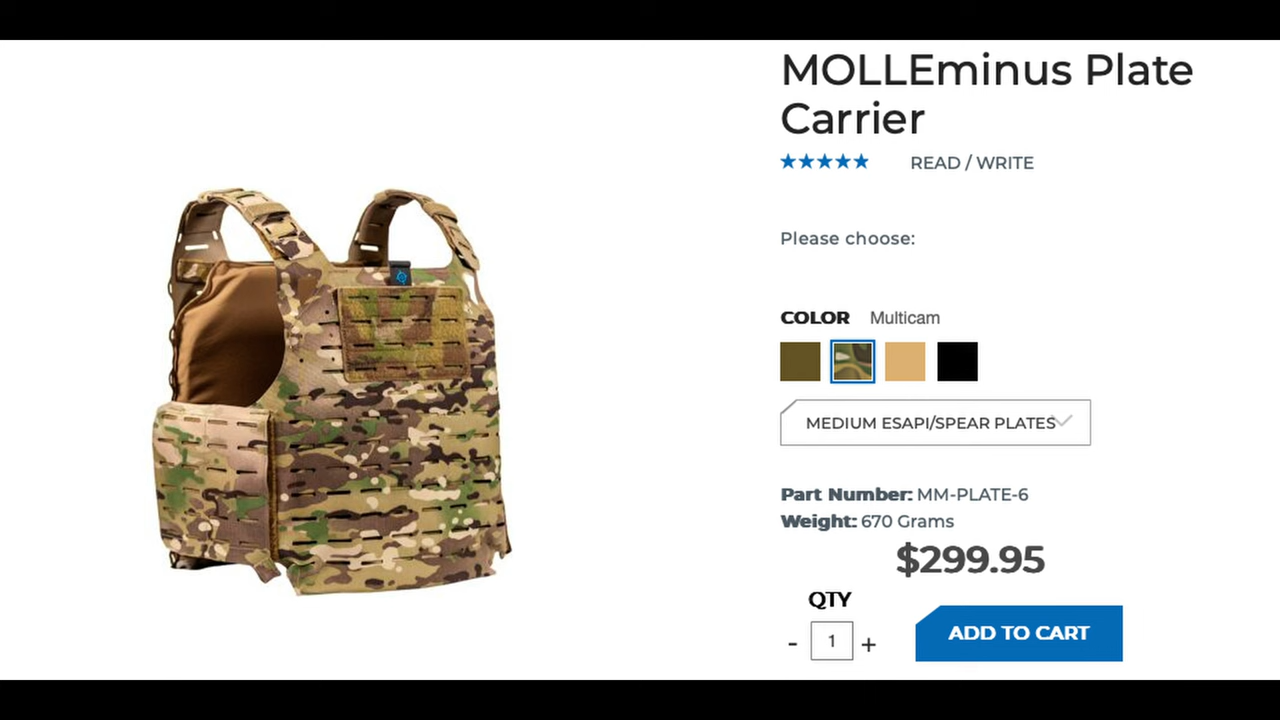 MOLLEminus Plate
Carrier
READ / WRITE
Please choose:
COLOR Multicam
MEDIUM ESAPI/SPEAR PLATES
Part Number: MM-PLATE-6
Weight: 670 Grams
$299.95
QTY
- 1 +
ADD TO CART